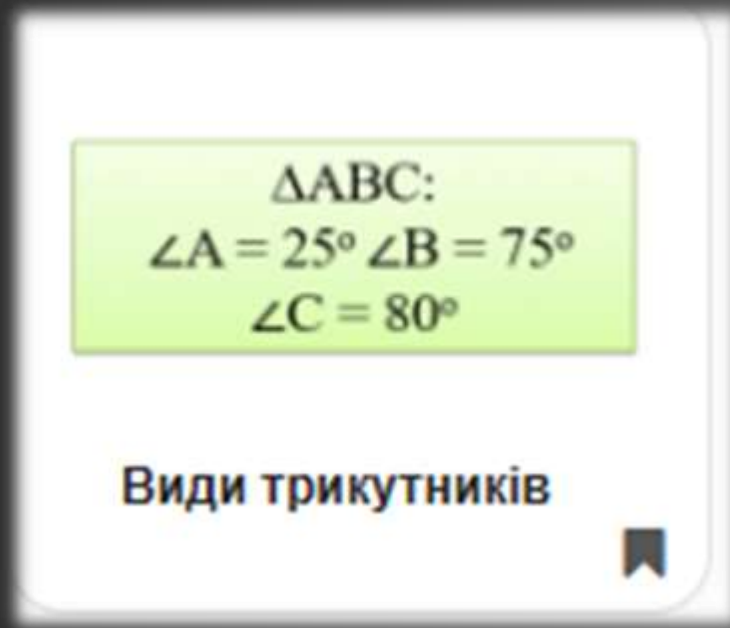 ΔABC:
∠A = 25° ∠B = 75°
∠C = 80°
Види трикутників